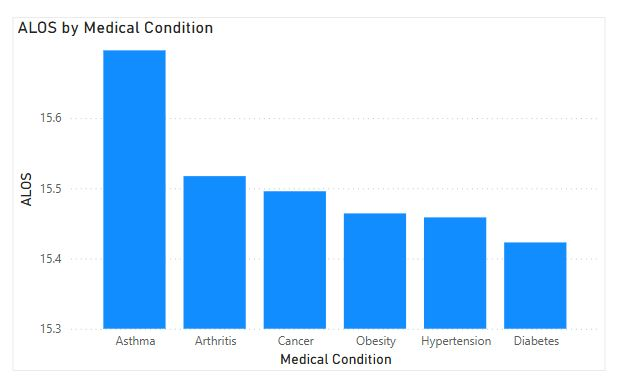 ALOS by Medical Condition
15.6
15.5
15.4
15.3
ALOS
Asthma Arthritis Cancer Obesity Hypertension Diabetes
Medical Condition